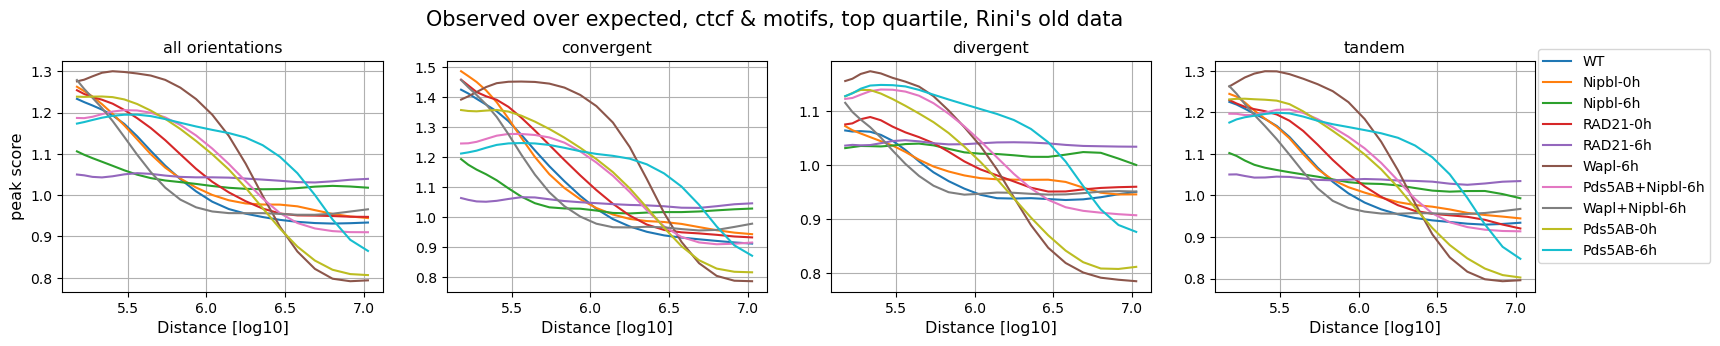 Observed over expected, ctcf & motifs, top quartile, Rini's old data
all orientations
peak score
1.3
1.2
1.1
1.0
0.9
0.8
5.5 6.0 6.5 7.0
Distance [log10]
convergent
1.5
1.4
1.3
1.2
1.1
1.0
0.9
0.8
5.5 6.0 6.5 7.0
Distance [log10]
divergent
1.1
1.0
0.9
0.8
5.5 6.0 6.5 7.0
Distance [log10]
tandem
1.3
1.2
1.1
1.0
0.9
0.8
5.5 6.0 6.5 7.0
Distance [log10]
WT
Nipbl-0h
Nipbl-6h
RAD21-0h
RAD21-6h
Wapl-6h
Pds5AB+Nipbl-6h
Wapl+Nipbl-6h
Pds5AB-0h
Pds5AB-6h